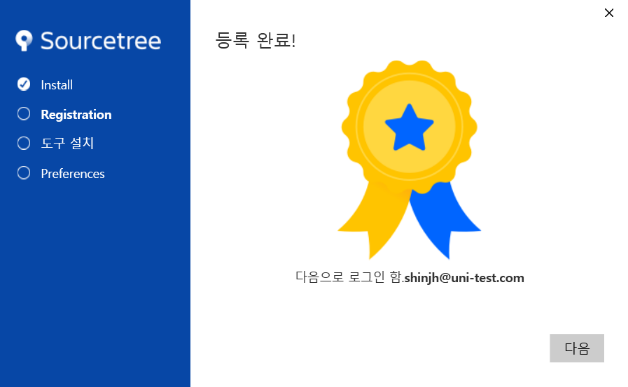 Sourcetree
Install
Registration
도구 설치
Preferences
등록 완료!
다음으로 로그인 함.shinjh@uni-test.com
다음